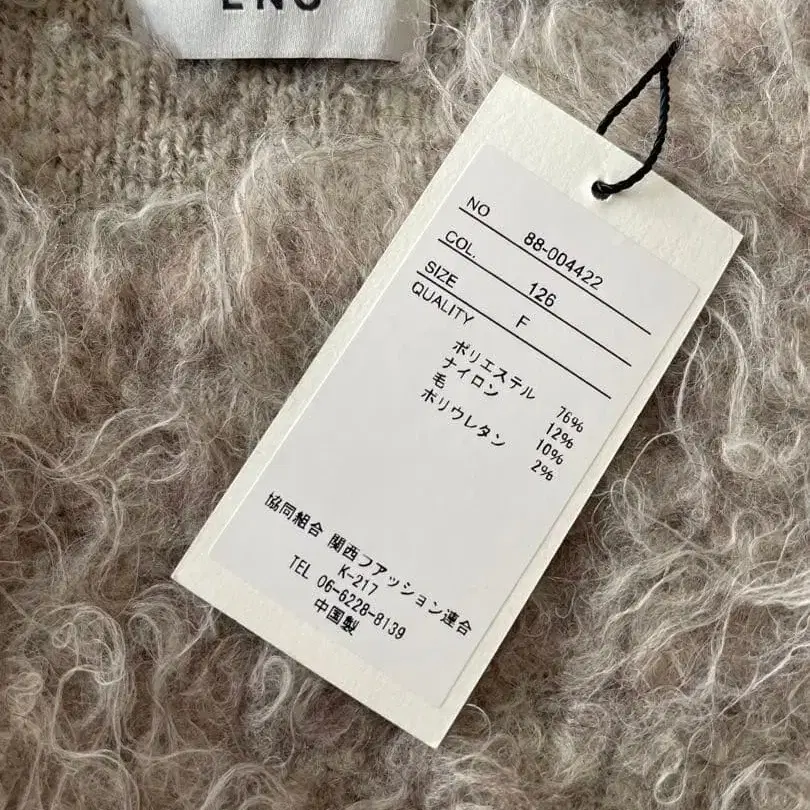 ENG
NO 88-004422
COL. 126
SIZE F
QUALITY
ポリエステル 76%
ナイロン 12%
毛 10%
ポリウレタン 2%
協同組合 関西フアッション連合
K-217
TEL 06-6228-8139
中国製